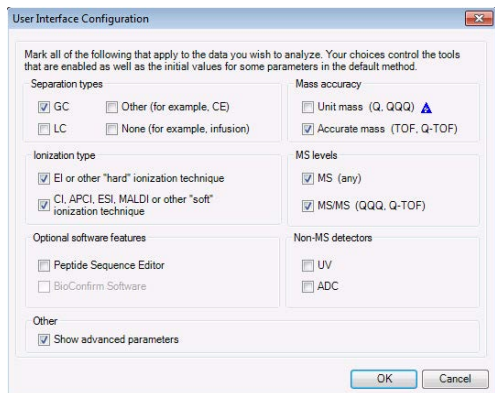 User Interface Configuration
Mark all of the following that apply to the data you wish to analyze. Your choices control the tools
that are enabled as well as the initial values for some parameters in the default method.
Separation types
GC
Other (for example, CE)
LC
None (for example, infusion)
Mass accuracy
Unit mass (Q, QQQ)
Accurate mass (TOF, Q-TOF)
Ionization type
EI or other "hard" ionization technique
CI, APCI, ESI, MALDI or other "soft"
ionization technique
MS levels
MS (any)
MS/MS (QQQ, Q-TOF)
Optional software features
Peptide Sequence Editor
BioConfirm Software
Non-MS detectors
UV
ADC
Other
Show advanced parameters
OK
Cancel